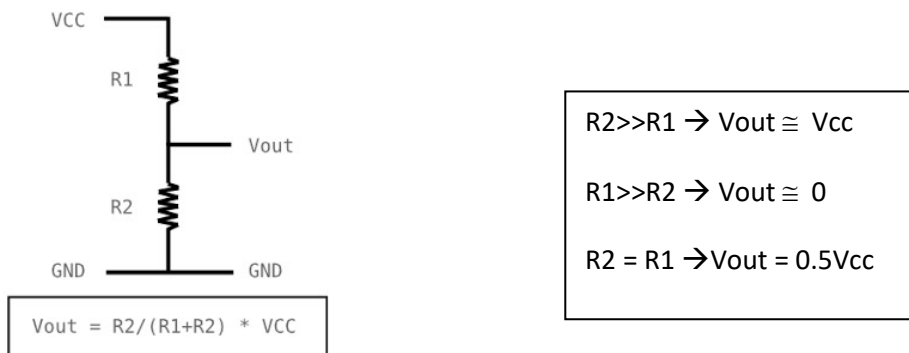 VCC
R1
Vout
R2
GND GND
Vout = R2/(R1+R2) * VCC
R2>>R1 → Vout ≅ Vcc
R1>>R2 → Vout ≅ 0
R2 = R1 →Vout = 0.5Vcc